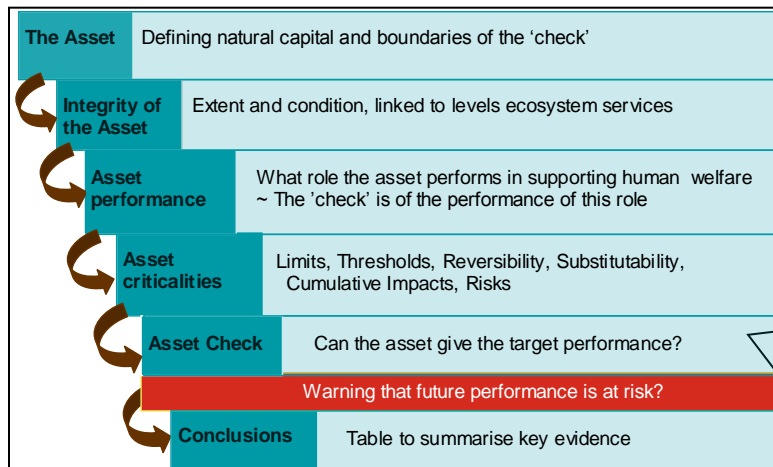 The Asset Defining natural capital and boundaries of the ‘check’
Integrity of Extent and condition, linked to levels ecosystem services
the Asset
Asset What role the asset performs in supporting human welfare
performance ~ The ’check’ is of the performance of this role
Asset Limits, Thresholds, Reversibility, Substitutability,
criticalities Cumulative Impacts, Risks
Asset Check Can the asset give the target performance?
Warning that future performance is at risk?
Conclusions Table to summarise key evidence